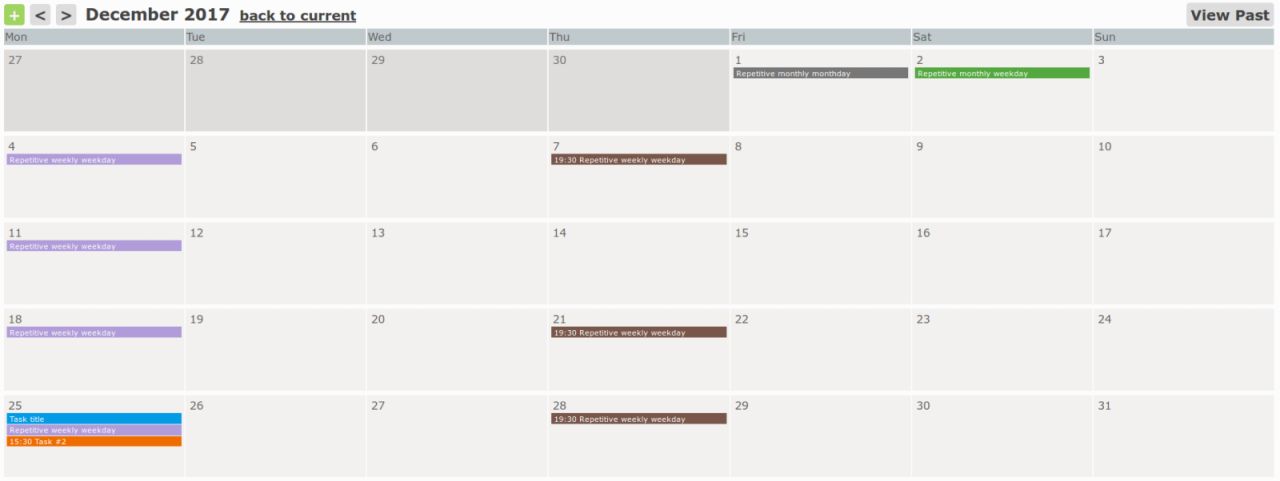 + < > December 2017 back to current View Past
Mon Tue Wed Thu Fri Sat Sun
27 28 29 30 1 2 3
Repetitive monthly monthday Repetitive monthly weekday
4 5 6 7 8 9 10
Repetitive weekly weekday 19:30 Repetitive weekly weekday
11 12 13 14 15 16 17
Repetitive weekly weekday
18 19 20 21 22 23 24
Repetitive weekly weekday 19:30 Repetitive weekly weekday
25 26 27 28 29 30 31
Task title 19:30 Repetitive weekly weekday
Repetitive weekly weekday
15:30 Task #2